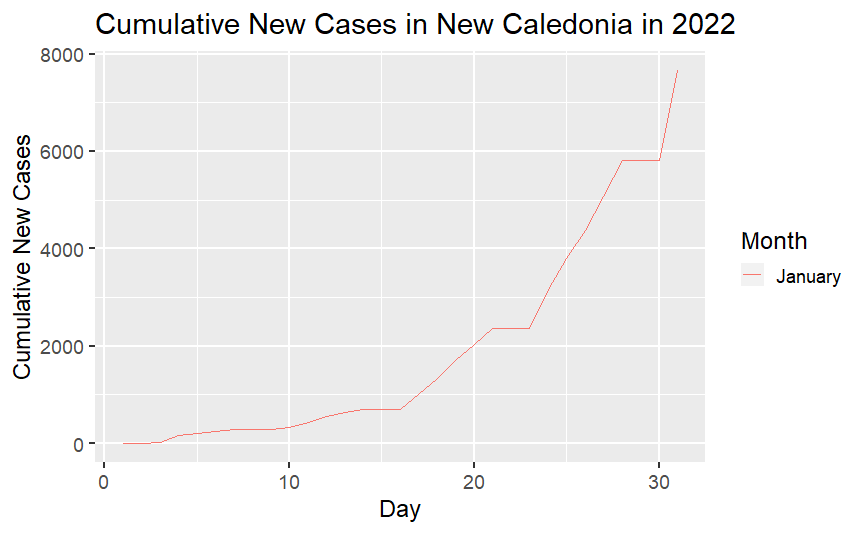 Cumulative New Cases in New Caledonia in 2022
8000
6000
4000
2000
0
Cumulative New Cases
0 10 20 30
Day
Month
January